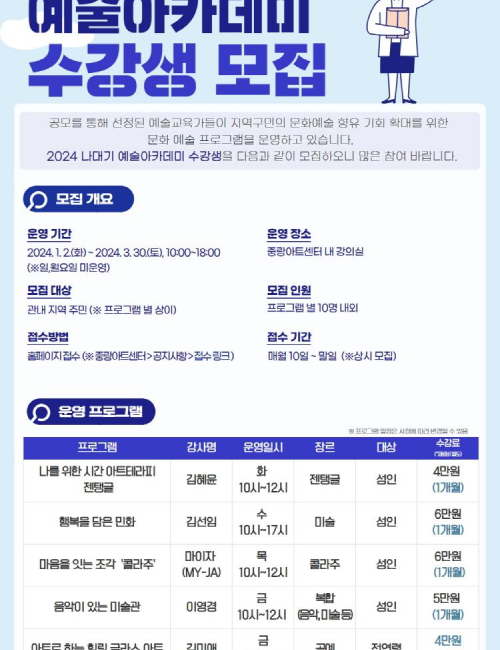 예술아카데미
수강생 모집
공모를 통해 선정된 예술교육가들이 지역구민의 문화예술 향유 기회 확대를 위한
문화 예술 프로그램을 운영하고 있습니다.
2024 나대기 예술아카데미 수강생을 다음과 같이 모집하오니 많은 참여 바랍니다.
모집 개요
운영 기간
2024. 1. 2.(화) ~ 2024. 3. 30.(토), 10:00~18:00
(※일,월요일 미운영)
운영 장소
중랑아트센터 내 강의실
모집 대상
관내 지역 주민 (※ 프로그램 별 상이)
모집 인원
프로그램 별 10명 내외
접수방법
홈페이지 접수 (※ 중랑아트센터 > 공지사항 > 접수 링크)
접수 기간
매월 10일 ~ 말일 (※상시 모집)
운영 프로그램
※ 프로그램 일정은 사정에 따라 변경될 수 있음
프로그램 강사명 운영일시 장르 대상 수강료
나를 위한 시간 아트테라피
젠탱글 김혜윤 화
10시~12시 젠탱글 성인 4만원
(1개월)
행복을 담은 민화 김선임 수
10시~17시 미술 성인 6만원
(1개월)
마음을 잇는 조각 '콜라주' 마이자
(MY-JA) 목
10시~12시 콜라주 성인 6만원
(1개월)
음악이 있는 미술관 이영경 금
10시~12시 복합
(음악,미술 등) 성인 5만원
(1개월)
아트로 하는 힐링 글라스 아트 김미애 금 공예 전연령 4만원